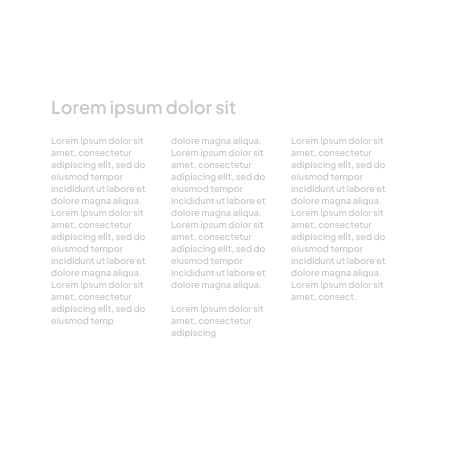 Lorem ipsum dolor sit
Lorem ipsum dolor sit
amet, consectetur
adipiscing elit, sed do
eiusmod tempor
incididunt ut labore et
dolore magna aliqua.
Lorem ipsum dolor sit
amet, consectetur
adipiscing elit, sed do
eiusmod tempor
incididunt ut labore et
dolore magna aliqua.
Lorem ipsum dolor sit
amet, consectetur
adipiscing elit, sed do
eiusmod temp
dolore magna aliqua.
Lorem ipsum dolor sit
amet, consectetur
adipiscing elit, sed do
eiusmod tempor
incididunt ut labore et
dolore magna aliqua.
Lorem ipsum dolor sit
amet, consectetur
adipiscing elit, sed do
eiusmod tempor
incididunt ut labore et
dolore magna aliqua.
Lorem ipsum dolor sit
amet, consectetur
adipiscing
Lorem ipsum dolor sit
amet, consectetur
adipiscing elit, sed do
eiusmod tempor
incididunt ut labore et
dolore magna aliqua.
Lorem ipsum dolor sit
amet, consectetur
adipiscing elit, sed do
eiusmod tempor
incididunt ut labore et
dolore magna aliqua.
Lorem ipsum dolor sit
amet, consect.